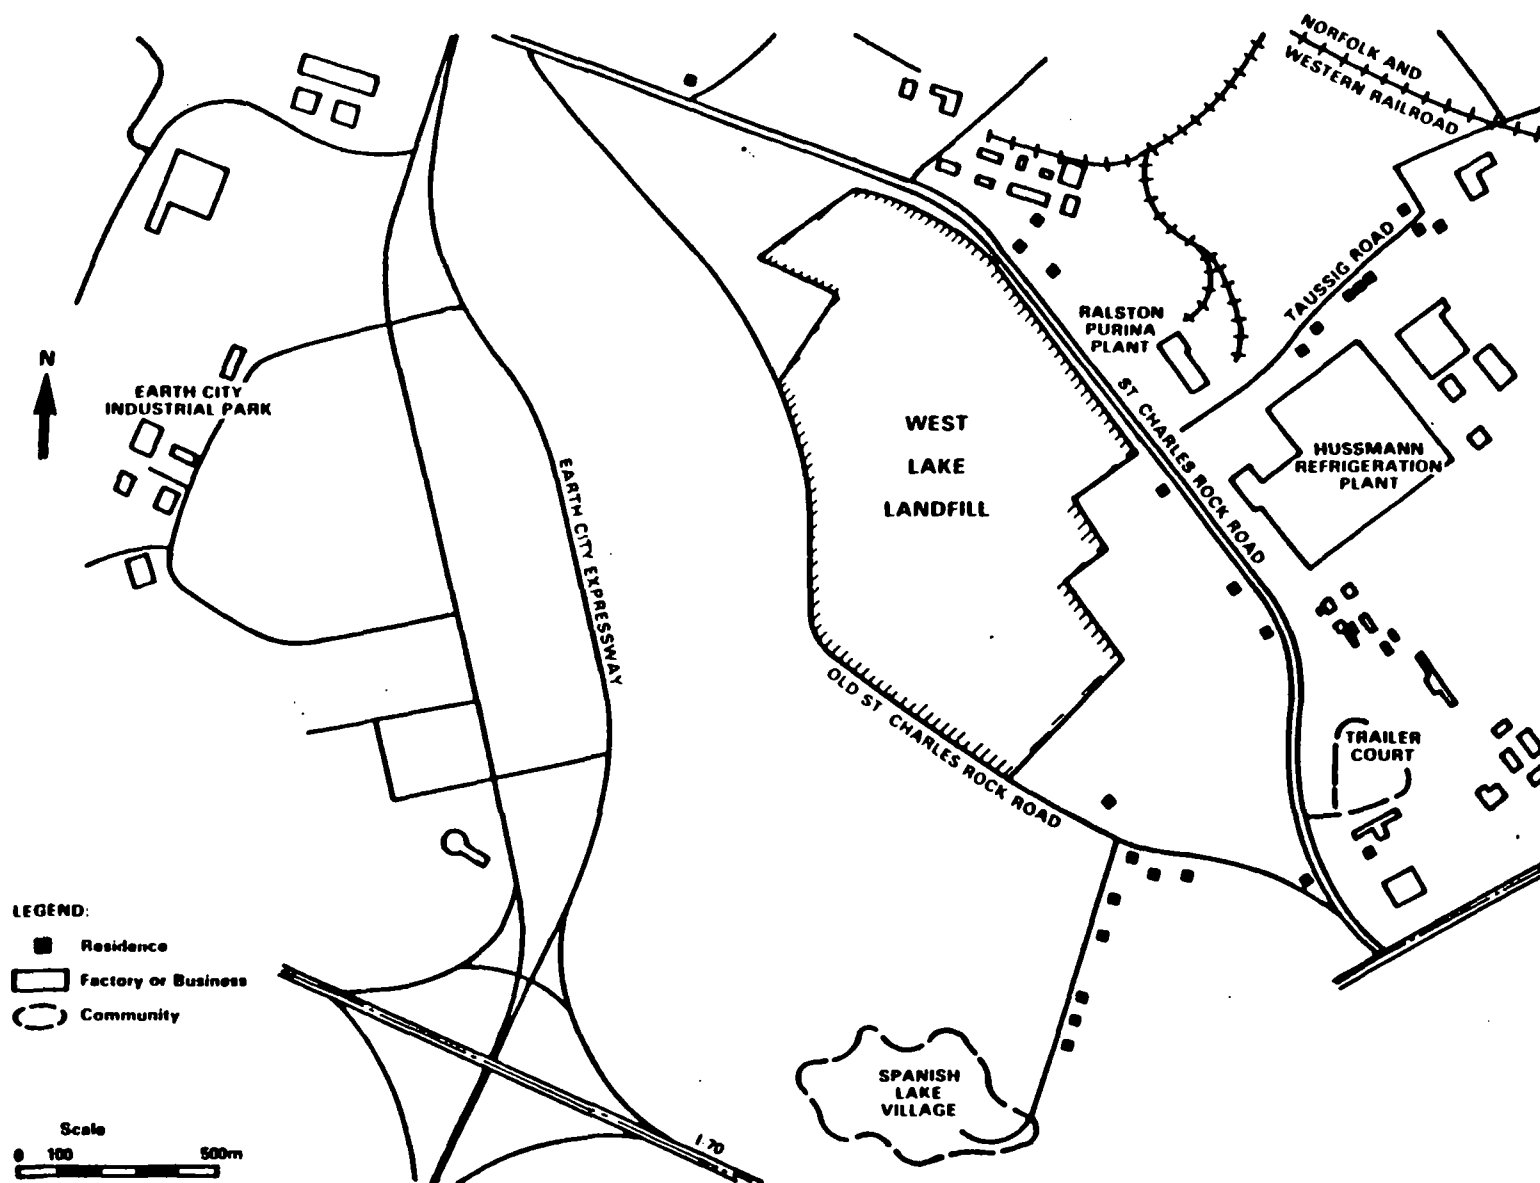 NORFOLK AND
WESTERN RAILROAD
TAUSSIG ROAD
RALSTON
PURINA
PLANT
N
EARTH CITY
INDUSTRIAL PARK
WEST
LAKE
LANDFILL
ST CHARLES ROCK ROAD
HUSSMANN
REFRIGERATION
PLANT
EARTH CITY EXPRESSWAY
OLD ST CHARLES ROCK ROAD
TRAILER
COURT
LEGEND:
Residence
Factory or Business
Community
SPANISH
LAKE
VILLAGE
Scale
0 100 500m
I-70